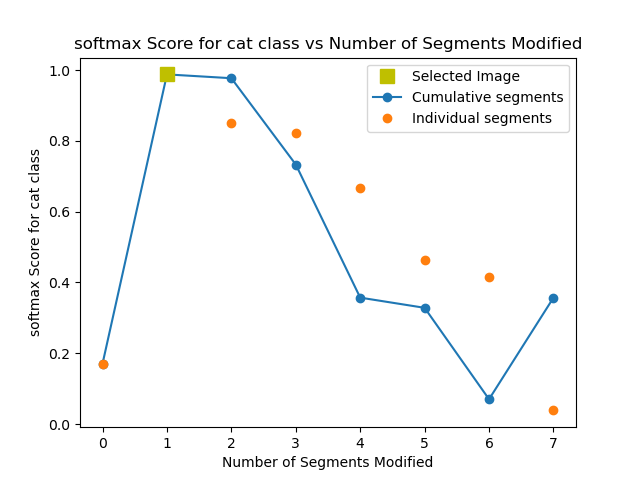 softmax Score for cat class vs Number of Segments Modified
Selected Image
Cumulative segments
Individual segments
softmax Score for cat class
1.0
0.8
0.6
0.4
0.2
0.0
0 1 2 3 4 5 6 7
Number of Segments Modified